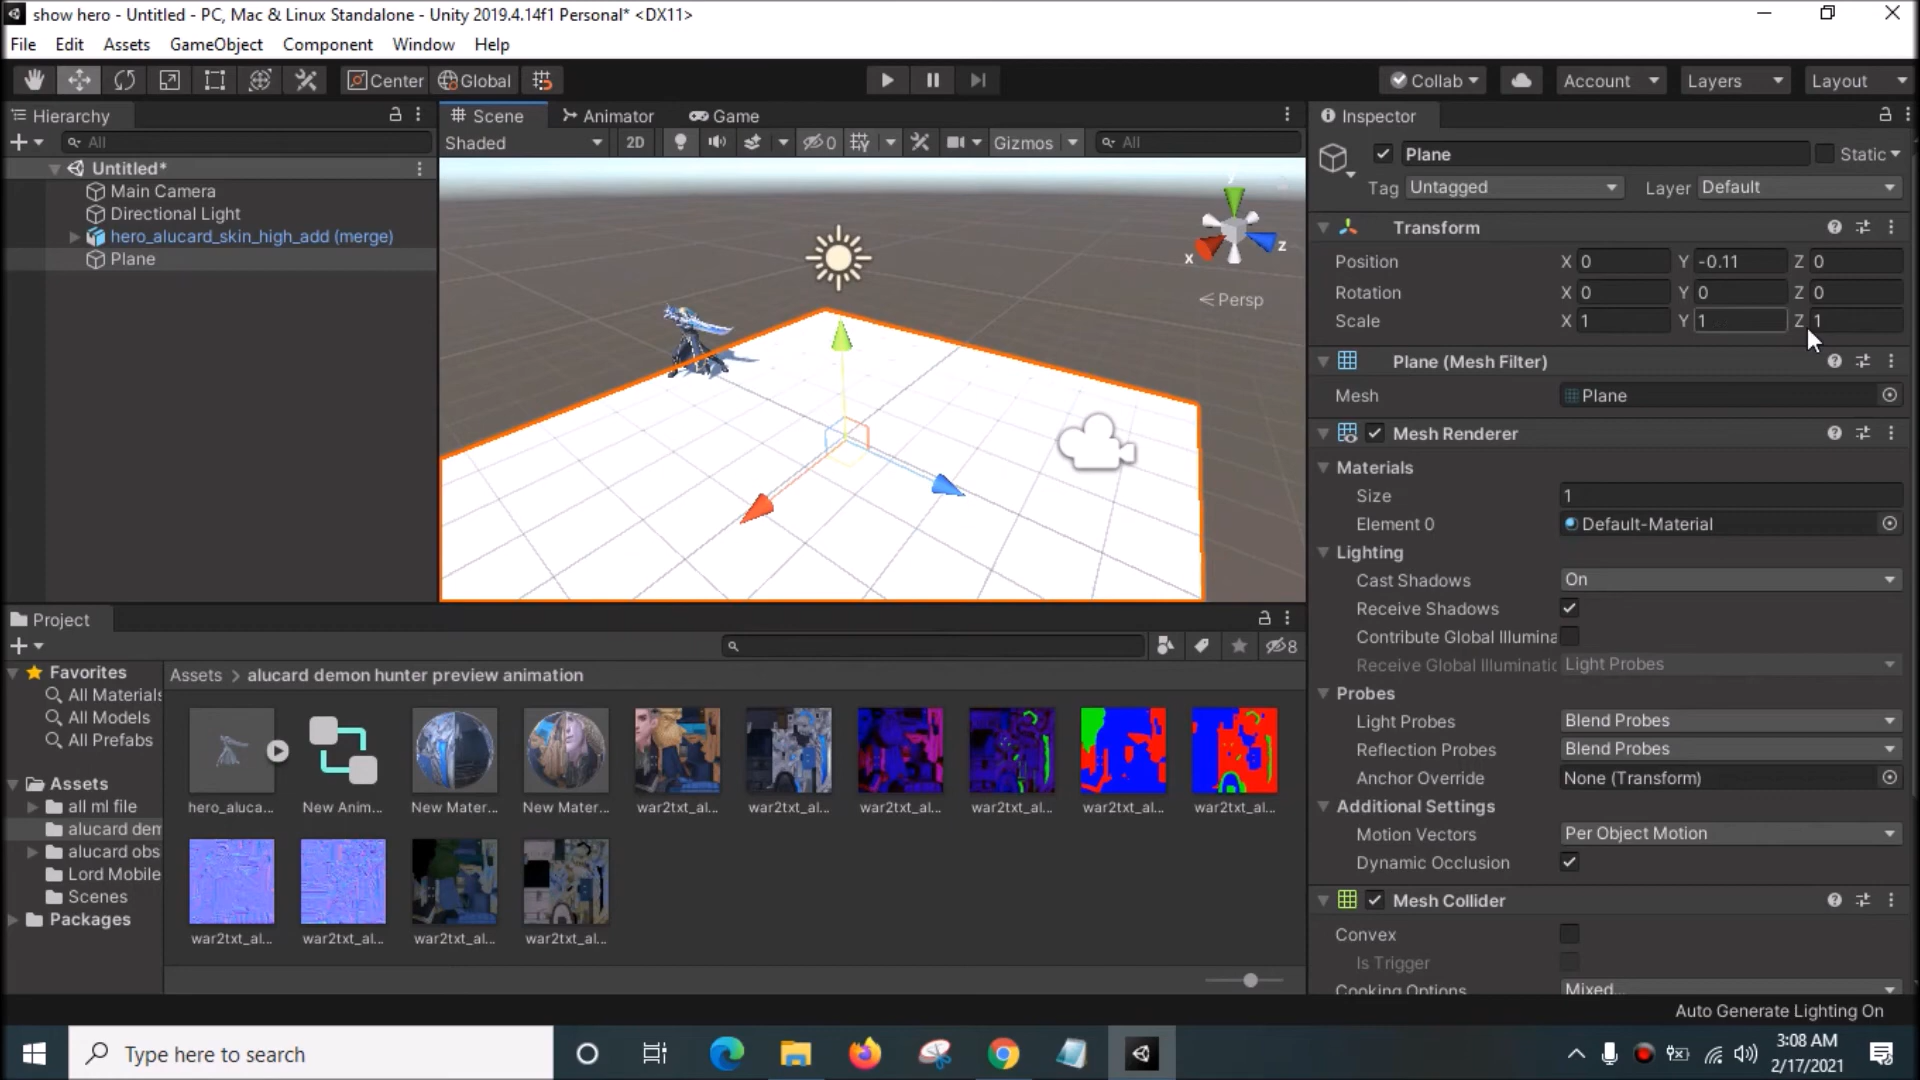 show hero - Untitled - PC, Mac & Linux Standalone - Unity 2019.4.14f1 Personal* <DX11>
File Edit Assets GameObject Component Window Help
Center Global Collab Account Layers Layout
Hierarchy
All
Untitled*
Main Camera
Directional Light
hero_alucard_skin_high_add (merge)
Plane
Scene Animator Game
Shaded 2D 0 Gizmos All
y
x
z
Persp
Inspector
Plane Static
Tag Untagged Layer Default
Transform
Position X 0 Y -0.11 Z 0
Rotation X 0 Y 0 Z 0
Scale X 1 Y 1 Z 1
Plane (Mesh Filter)
Mesh Plane
Mesh Renderer
Materials
Size 1
Element 0 Default-Material
Lighting
Cast Shadows On
Receive Shadows
Contribute Global Illumina
Receive Global Illuminatic Light Probes
Probes
Light Probes Blend Probes
Reflection Probes Blend Probes
Anchor Override None (Transform)
Additional Settings
Motion Vectors Per Object Motion
Dynamic Occlusion
Mesh Collider
Convex
Is Trigger
Cooking Options Mixed...
Project
8
Favorites
All Materials
All Models
All Prefabs
Assets
all ml file
alucard dem
alucard obs
Lord Mobile
Scenes
Packages
Assets > alucard demon hunter preview animation
hero_aluca... New Anim... New Mater... New Mater... war2txt_al... war2txt_al... war2txt_al... war2txt_al... war2txt_al... war2txt_al...
war2txt_al... war2txt_al... war2txt_al... war2txt_al...
Auto Generate Lighting On
Type here to search
3:08 AM
2/17/2021